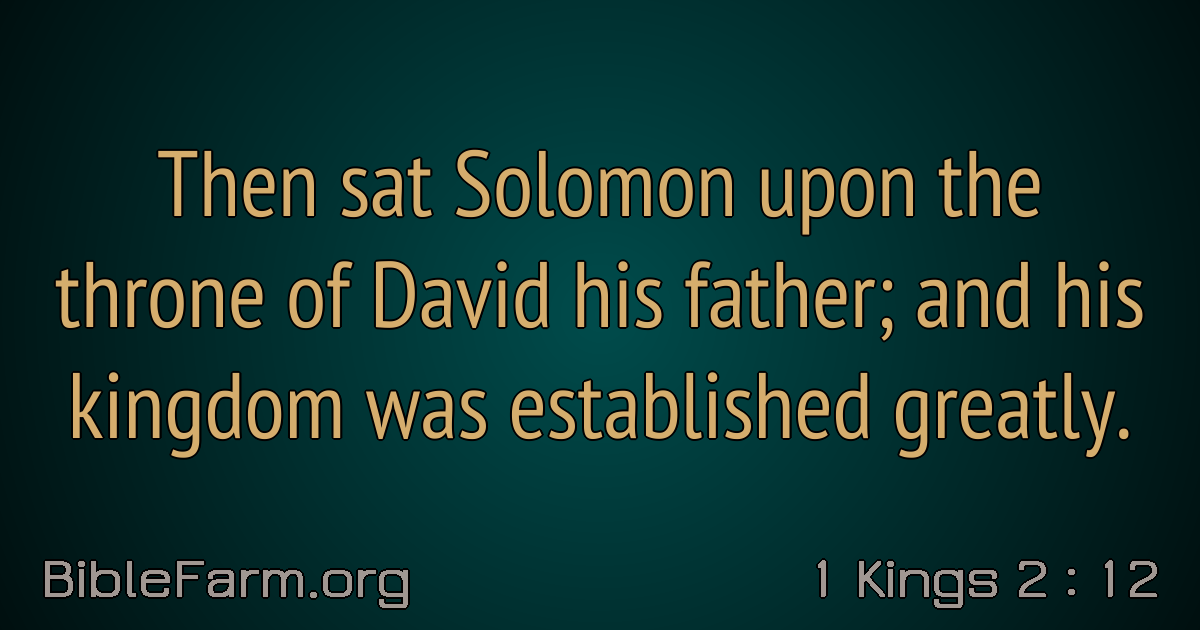 Then sat Solomon upon the
throne of David his father; and his
kingdom was established greatly.
BibleFarm.org
1 Kings 2 : 12